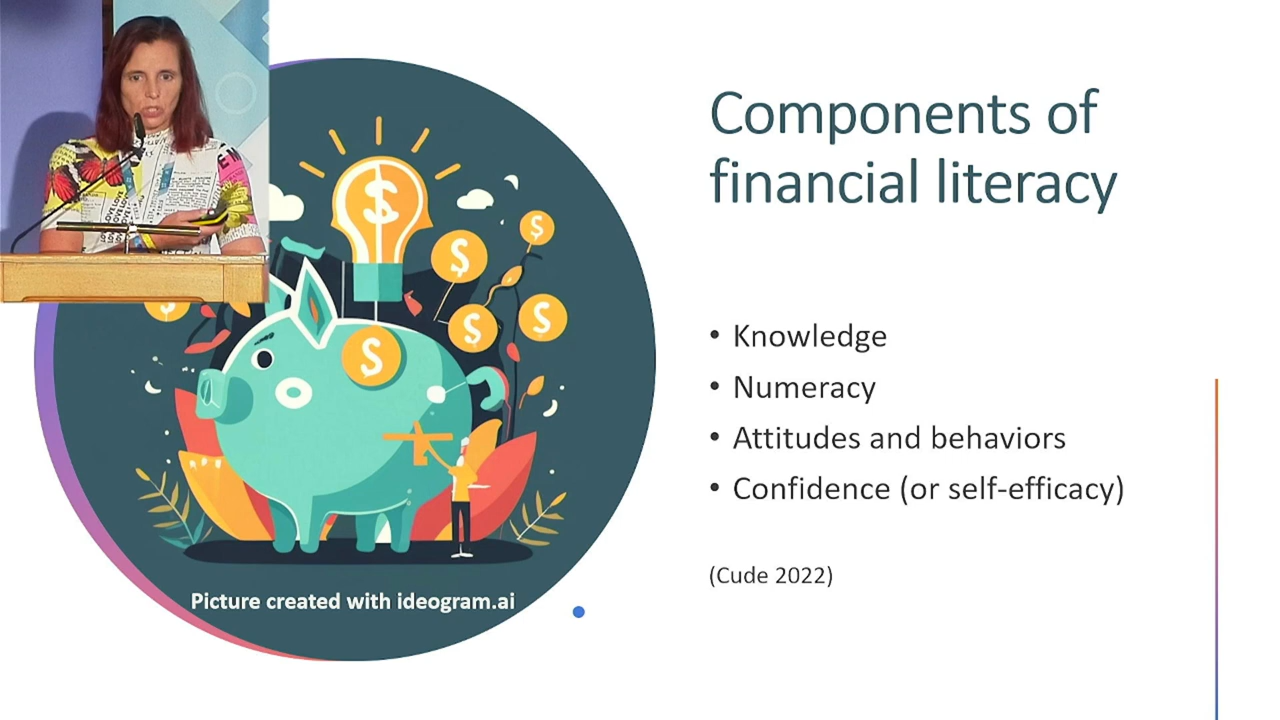 Components of
financial literacy
• Knowledge
• Numeracy
• Attitudes and behaviors
• Confidence (or self-efficacy)
(Cude 2022)
$
$
$
$
$
$
Picture created with ideogram.ai